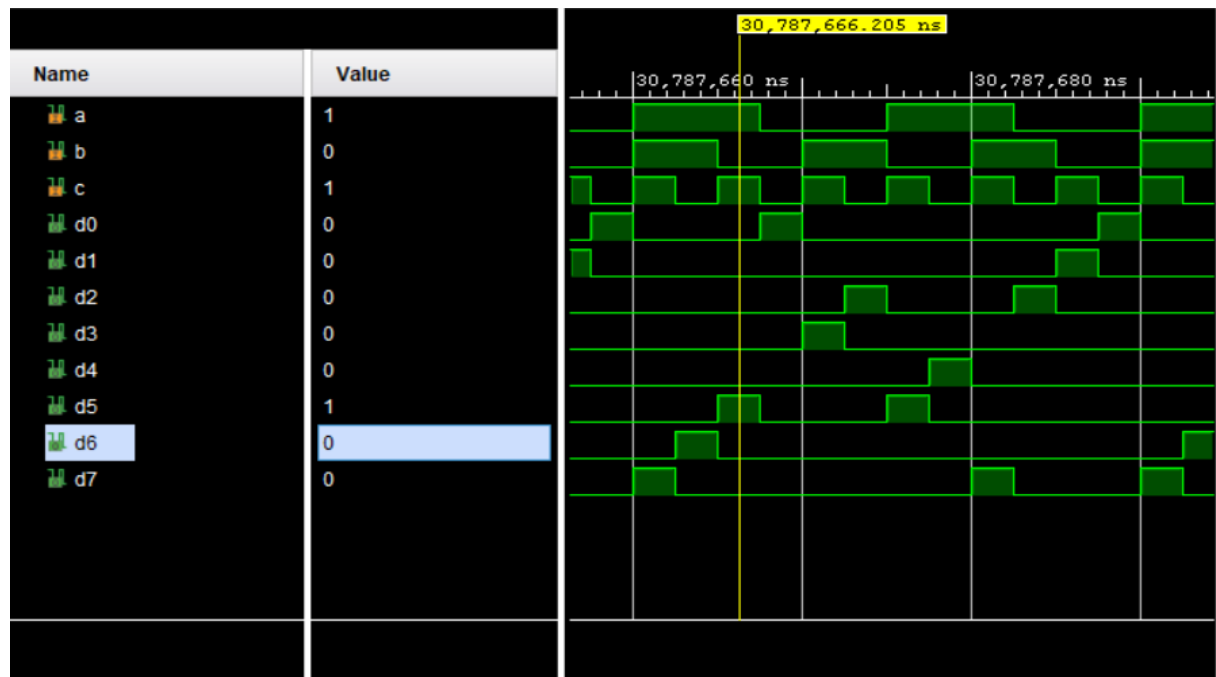 30,787,666.205 ns
Name Value
30,787,660 ns 30,787,680 ns
a 1
b 0
c 1
d0 0
d1 0
d2 0
d3 0
d4 0
d5 1
d6 0
d7 0